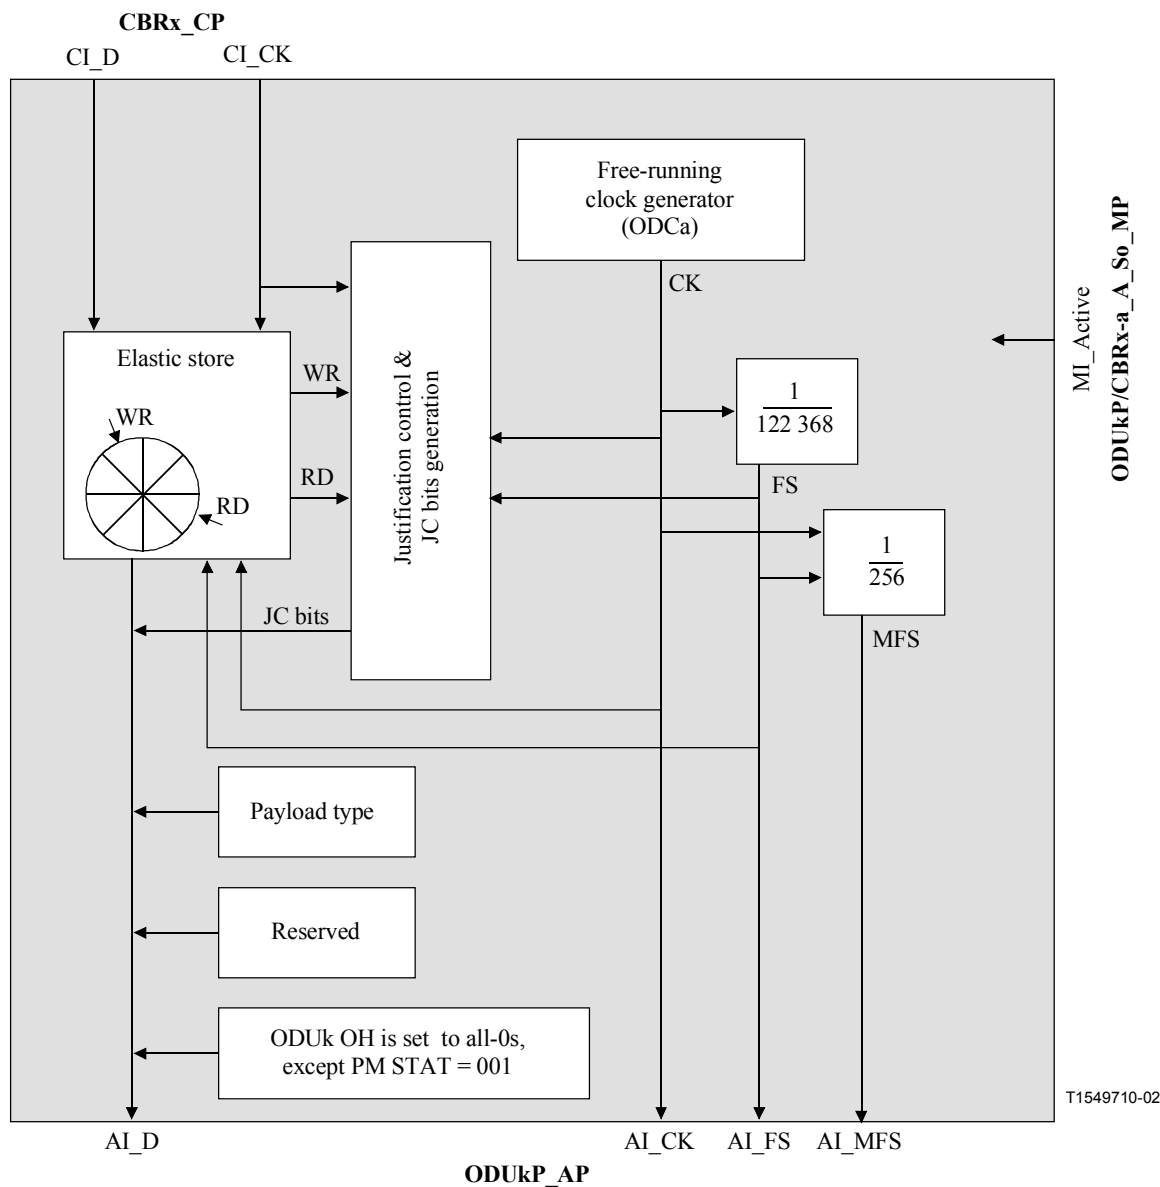 CBRx_CP
CI_D
CI_CK
Free-running
clock generator
(ODCa)
CK
MI_Active
ODUkP/CBRx-a_A_So_MP
Elastic store
WR
RD
WR
RD
Justification control &
JC bits generation
1
122 368
FS
1
256
MFS
JC bits
Payload type
Reserved
ODUk OH is set to all-0s,
except PM STAT = 001
T1549710-02
AI_D
AI_CK
AI_FS
AI_MFS
ODUkP_AP